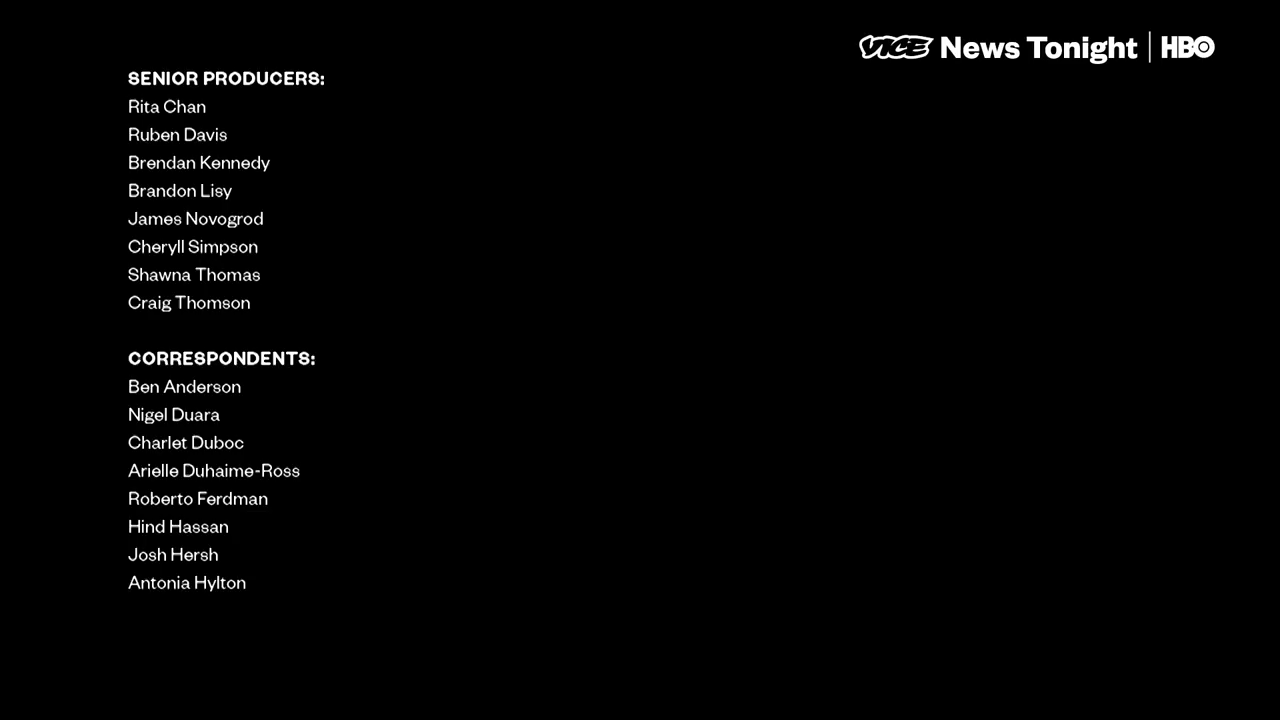 VICE News Tonight | HBO
SENIOR PRODUCERS:
Rita Chan
Ruben Davis
Brendan Kennedy
Brandon Lisy
James Novogrod
Cheryll Simpson
Shawna Thomas
Craig Thomson
CORRESPONDENTS:
Ben Anderson
Nigel Duara
Charlet Duboc
Arielle Duhaime-Ross
Roberto Ferdman
Hind Hassan
Josh Hersh
Antonia Hylton